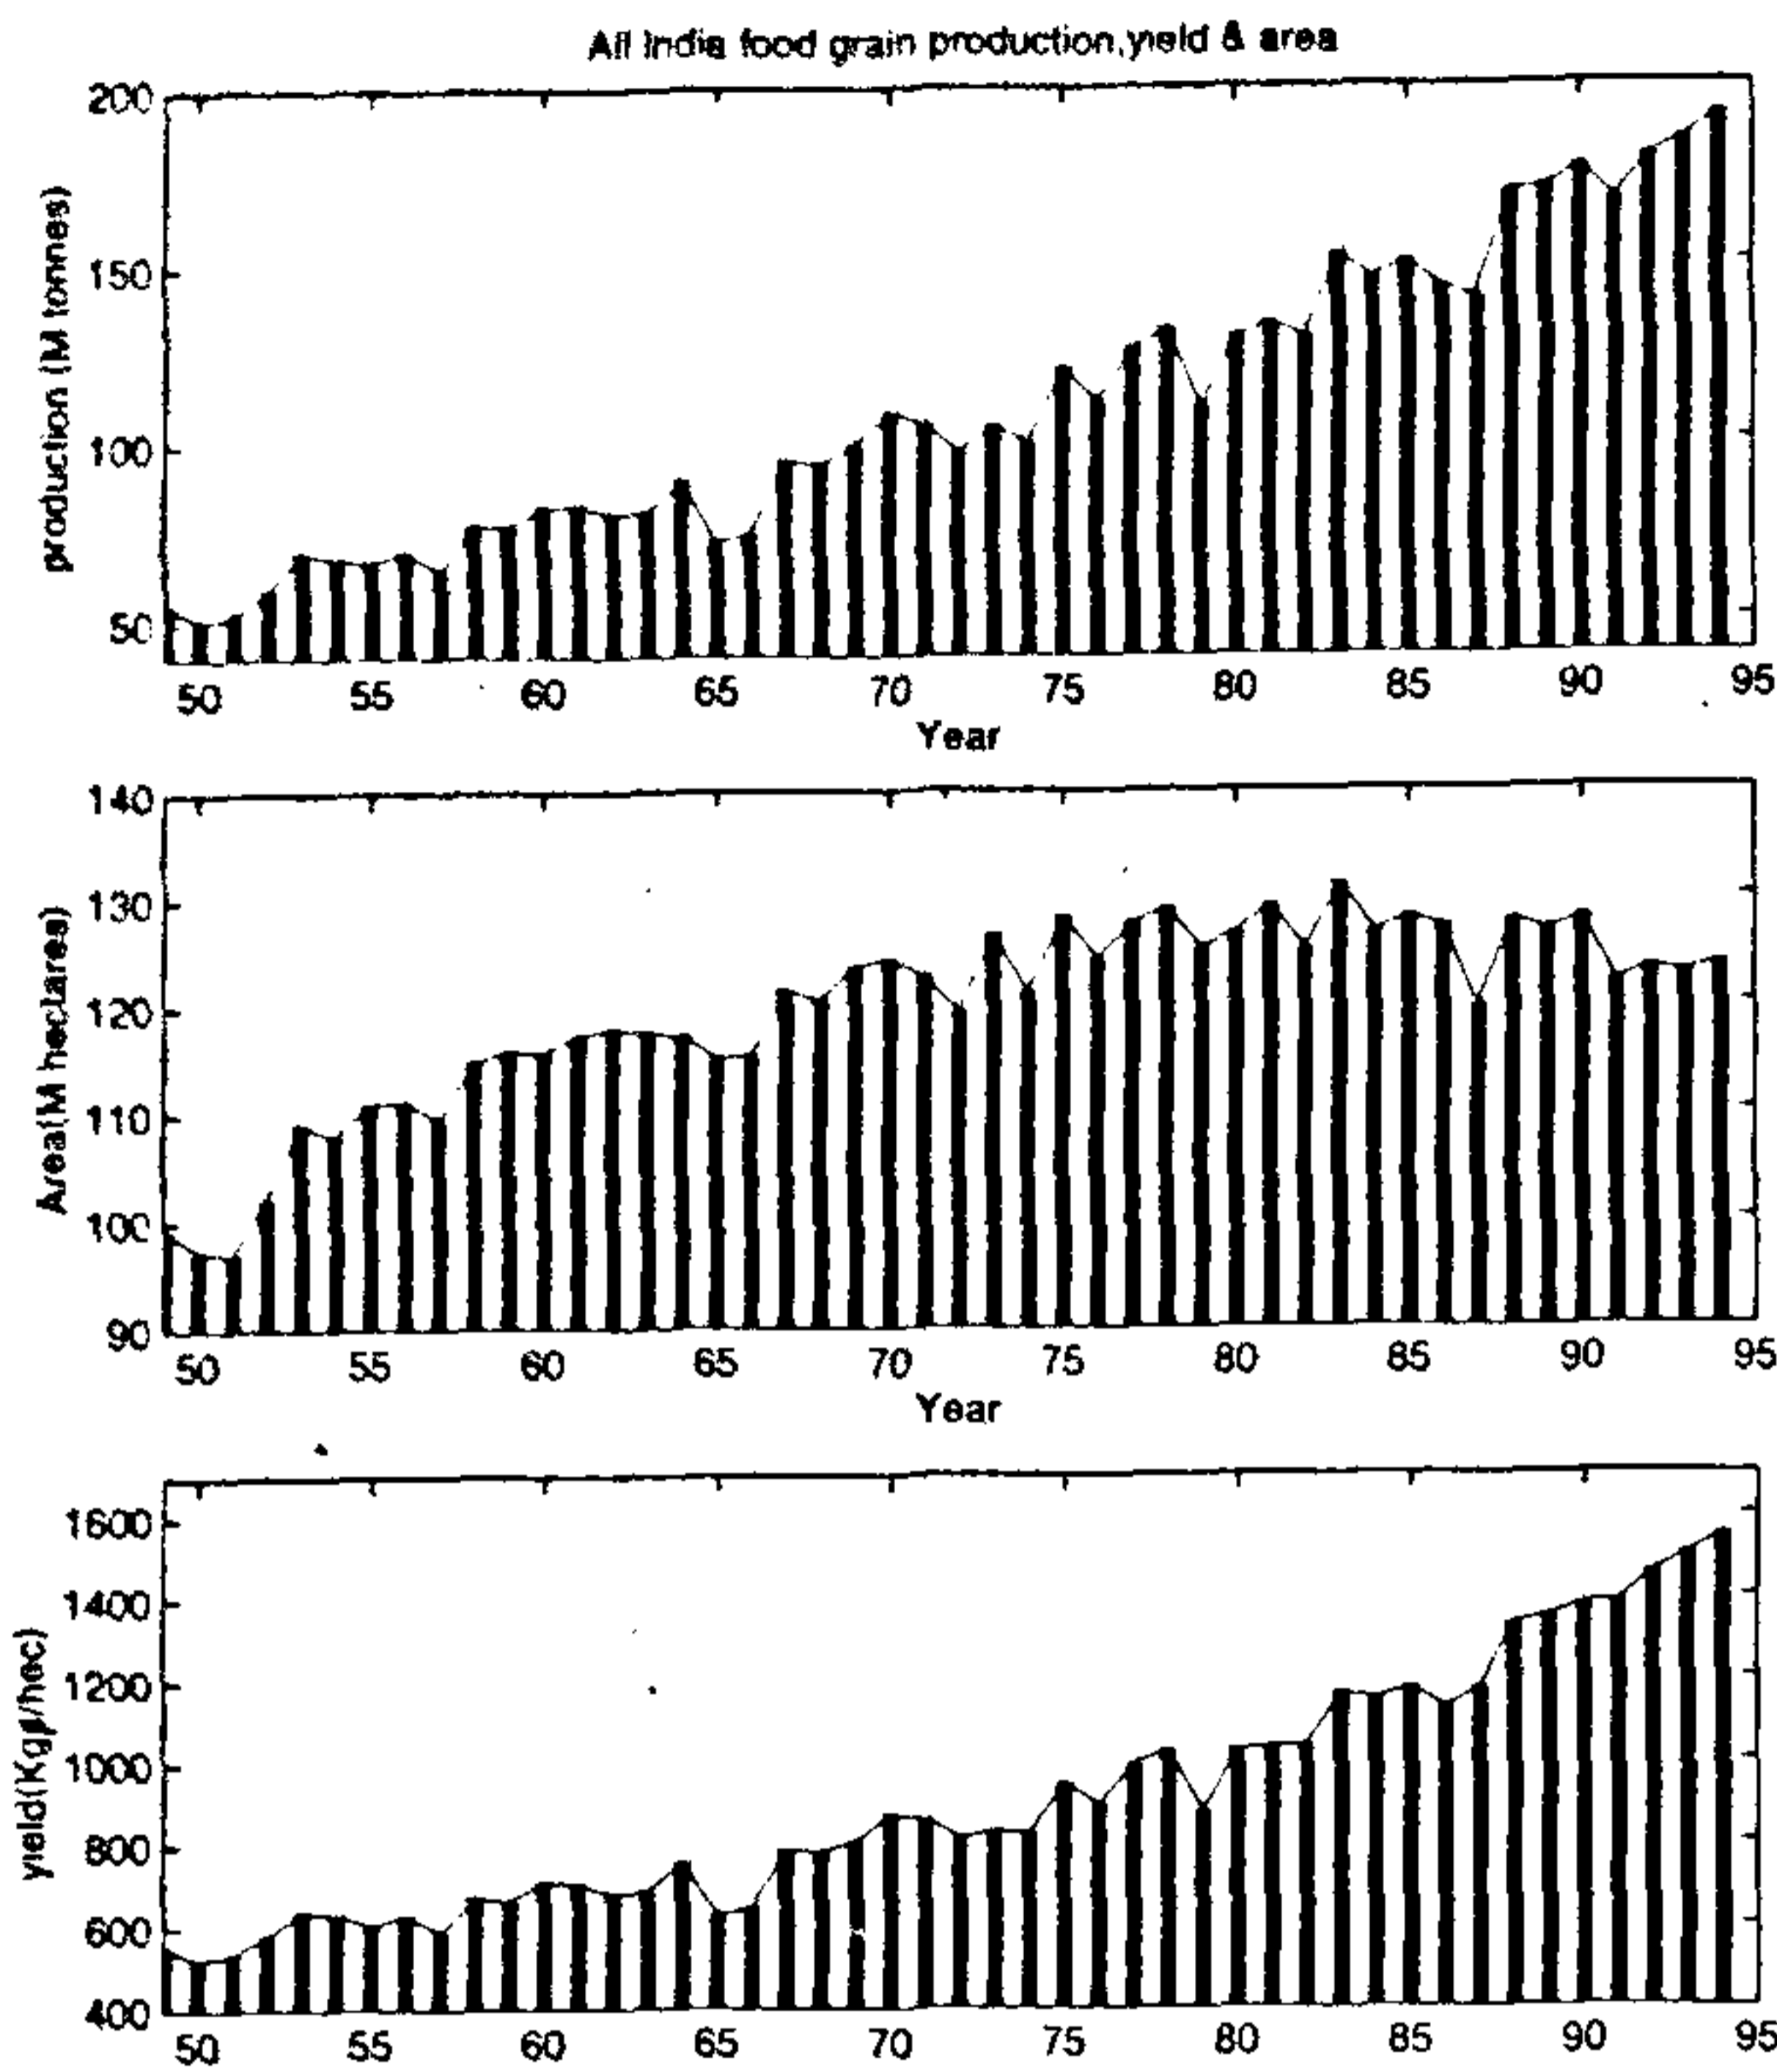 All India food grain production,yield & area
production (M tonnes)
200
150
100
50
50 55 60 65 70 75 80 85 90 95
Year
Area(M hectares)
140
130
120
110
100
90
50 55 60 65 70 75 80 85 90 95
Year
yield(Kgp/hec)
1600
1400
1200
1000
800
600
400
50 55 60 65 70 75 80 85 90 95